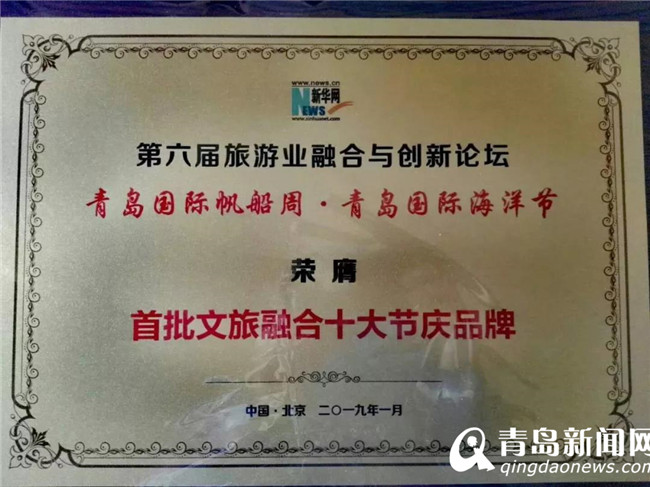 www.news.cn
新华网
NEWS
www.xinhuanet.com
第六届旅游业融合与创新论坛
青岛国际帆船周·青岛国际海洋节
荣膺
首批文旅融合十大节庆品牌
中国·北京 二〇一九年一月
青岛新闻网
qingdaonews.com